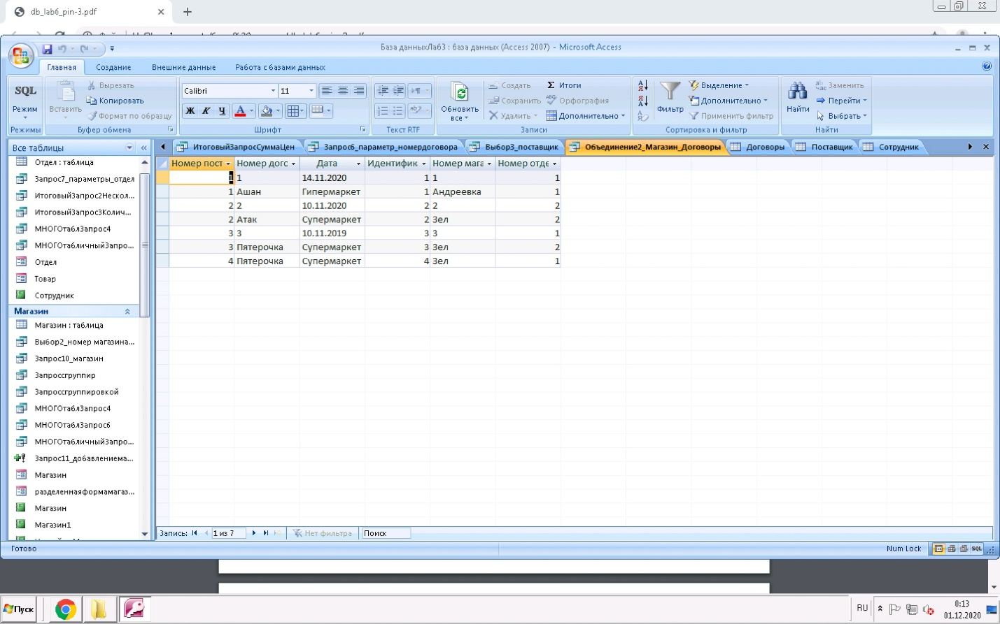 db_lab6_pin-3.pdf
База данныхЛаб3 : база данных (Access 2007) - Microsoft Access
Главная Создание Внешние данные Работа с базами данных
SQL Режим Режимы
Вставить Вырезать Копировать Формат по образцу Буфер обмена
Calibri 11 Ж К Ч Шрифт
Текст RTF
Обновить все Создать Сохранить Удалить Итоги Орфография Дополнительно Записи
Фильтр Выделение Дополнительно Применить фильтр Сортировка и фильтр
Найти Заменить Перейти Выбрать Найти
Все таблицы
Отдел : таблица
Запрос7_параметры_отдел
ИтоговыйЗапрос2Нескол...
ИтоговыйЗапрос3Колич...
МНОГОтаблЗапрос4
МНОГОтабличныйЗапро...
Отдел
Товар
Сотрудник
Магазин
Магазин : таблица
Выбор2_номер магазина...
Запрос10_магазин
Запроссгруппир
Запроссгруппировкой
МНОГОтаблЗапрос4
МНОГОтаблЗапрос6
МНОГОтабличныйЗапро...
Запрос11_добавлениема...
Магазин
разделеннаяформамагаз...
Магазин
Магазин1
ИтоговыйЗапросСуммаЦен Запрос6_параметр_номердоговора Выбор3_поставщик Объединение2_Магазин_Договоры Договоры Поставщик Сотрудник
Номер пост Номер догс Дата Идентифик Номер мага Номер отде
1 1 14.11.2020 1 1 1
1 Ашан Гипермаркет 1 Андреевка 1
2 2 10.11.2020 2 2 2
2 Атак Супермаркет 2 Зел 2
3 3 10.11.2019 3 3 1
3 Пятерочка Супермаркет 3 Зел 2
4 Пятерочка Супермаркет 4 Зел 1
Запись: 1 из 7 Нет фильтра Поиск
Готово Num Lock SQL
Пуск RU 0:13
01.12.2020